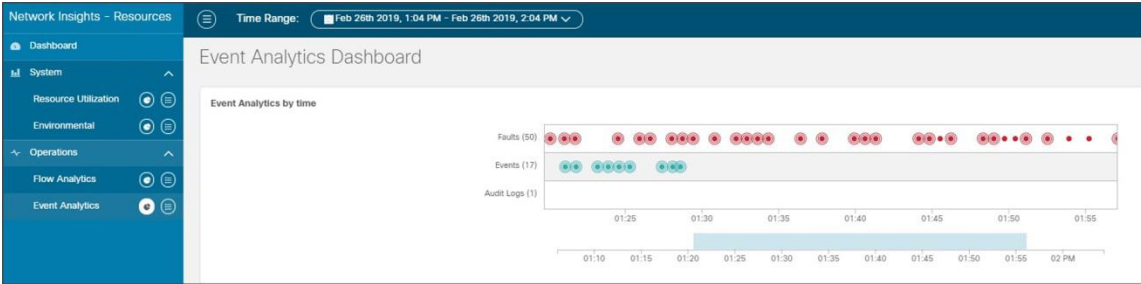 Network Insights - Resources
Time Range: Feb 26th 2019, 1:04 PM - Feb 26th 2019, 2:04 PM
Dashboard
System
Resource Utilization
Environmental
Operations
Flow Analytics
Event Analytics
Event Analytics Dashboard
Event Analytics by time
Faults (50)
Events (17)
Audit Logs (1)
01:25 01:30 01:35 01:40 01:45 01:50 01:55
01:10 01:15 01:20 01:25 01:30 01:35 01:40 01:45 01:50 01:55 02 PM